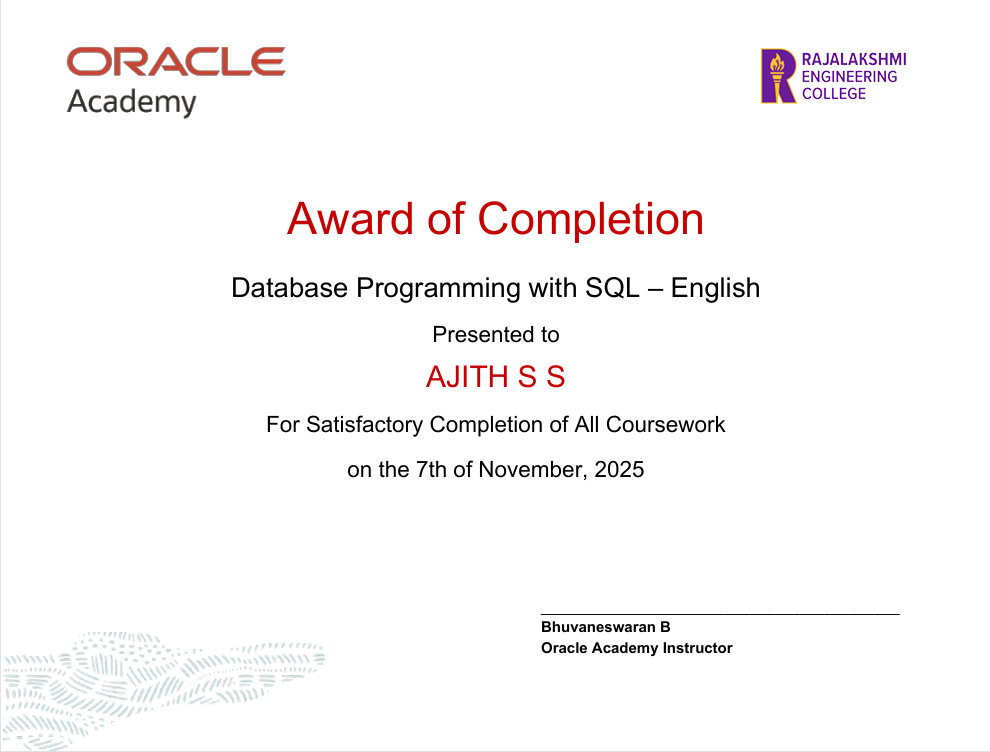 ORACLE
Academy
RAJALAKSHMI
ENGINEERING
COLLEGE
Award of Completion
Database Programming with SQL – English
Presented to
AJITH S S
For Satisfactory Completion of All Coursework
on the 7th of November, 2025
Bhuvaneswaran B
Oracle Academy Instructor